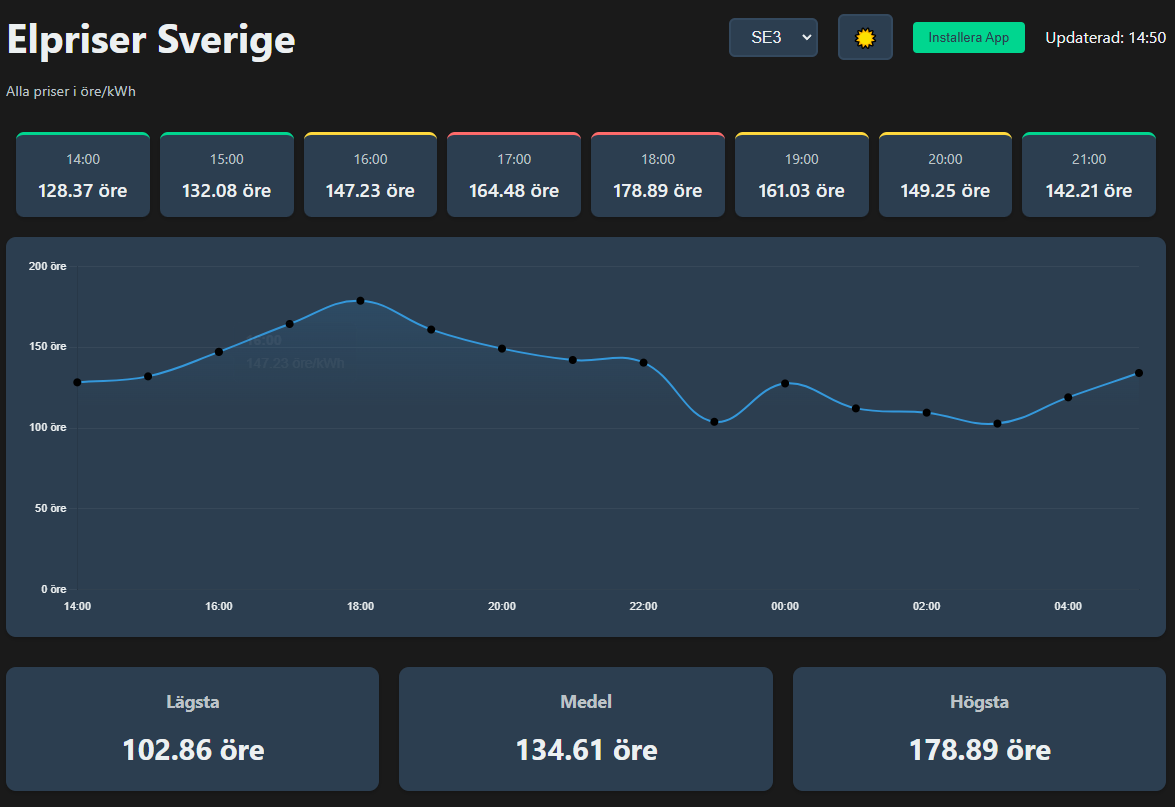 Elpriser Sverige
SE3
Installera App
Updaterad: 14:50
Alla priser i öre/kWh
14:00
128.37 öre
15:00
132.08 öre
16:00
147.23 öre
17:00
164.48 öre
18:00
178.89 öre
19:00
161.03 öre
20:00
149.25 öre
21:00
142.21 öre
200 öre
150 öre
100 öre
50 öre
0 öre
147.23 öre/kWh
14:00
16:00
18:00
20:00
22:00
00:00
02:00
04:00
Lägsta
102.86 öre
Medel
134.61 öre
Högsta
178.89 öre